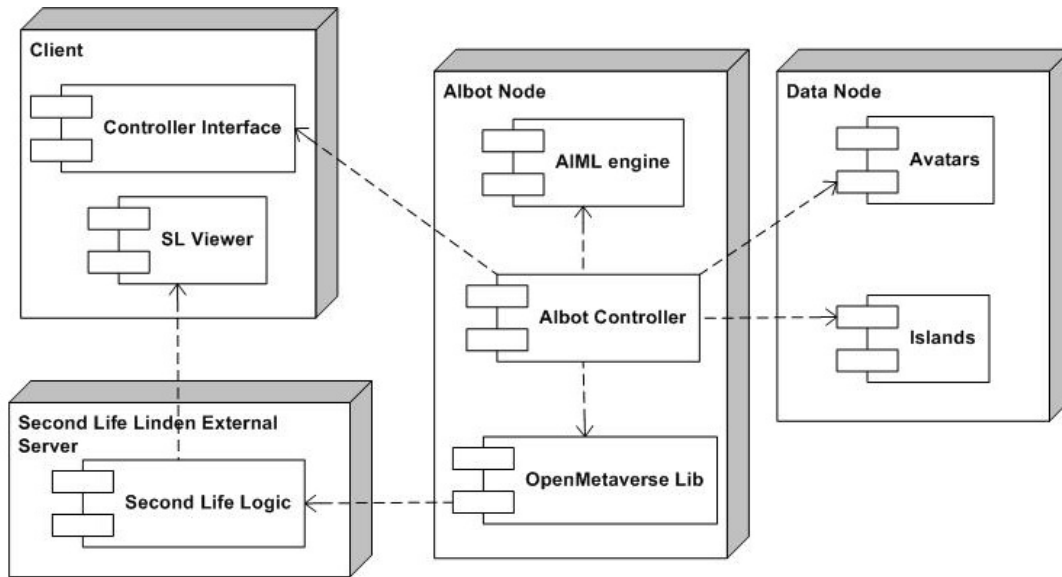 Client
Controller Interface
SL Viewer
Second Life Linden External
Server
Second Life Logic
Albot Node
AIML engine
Albot Controller
OpenMetaverse Lib
Data Node
Avatars
Islands